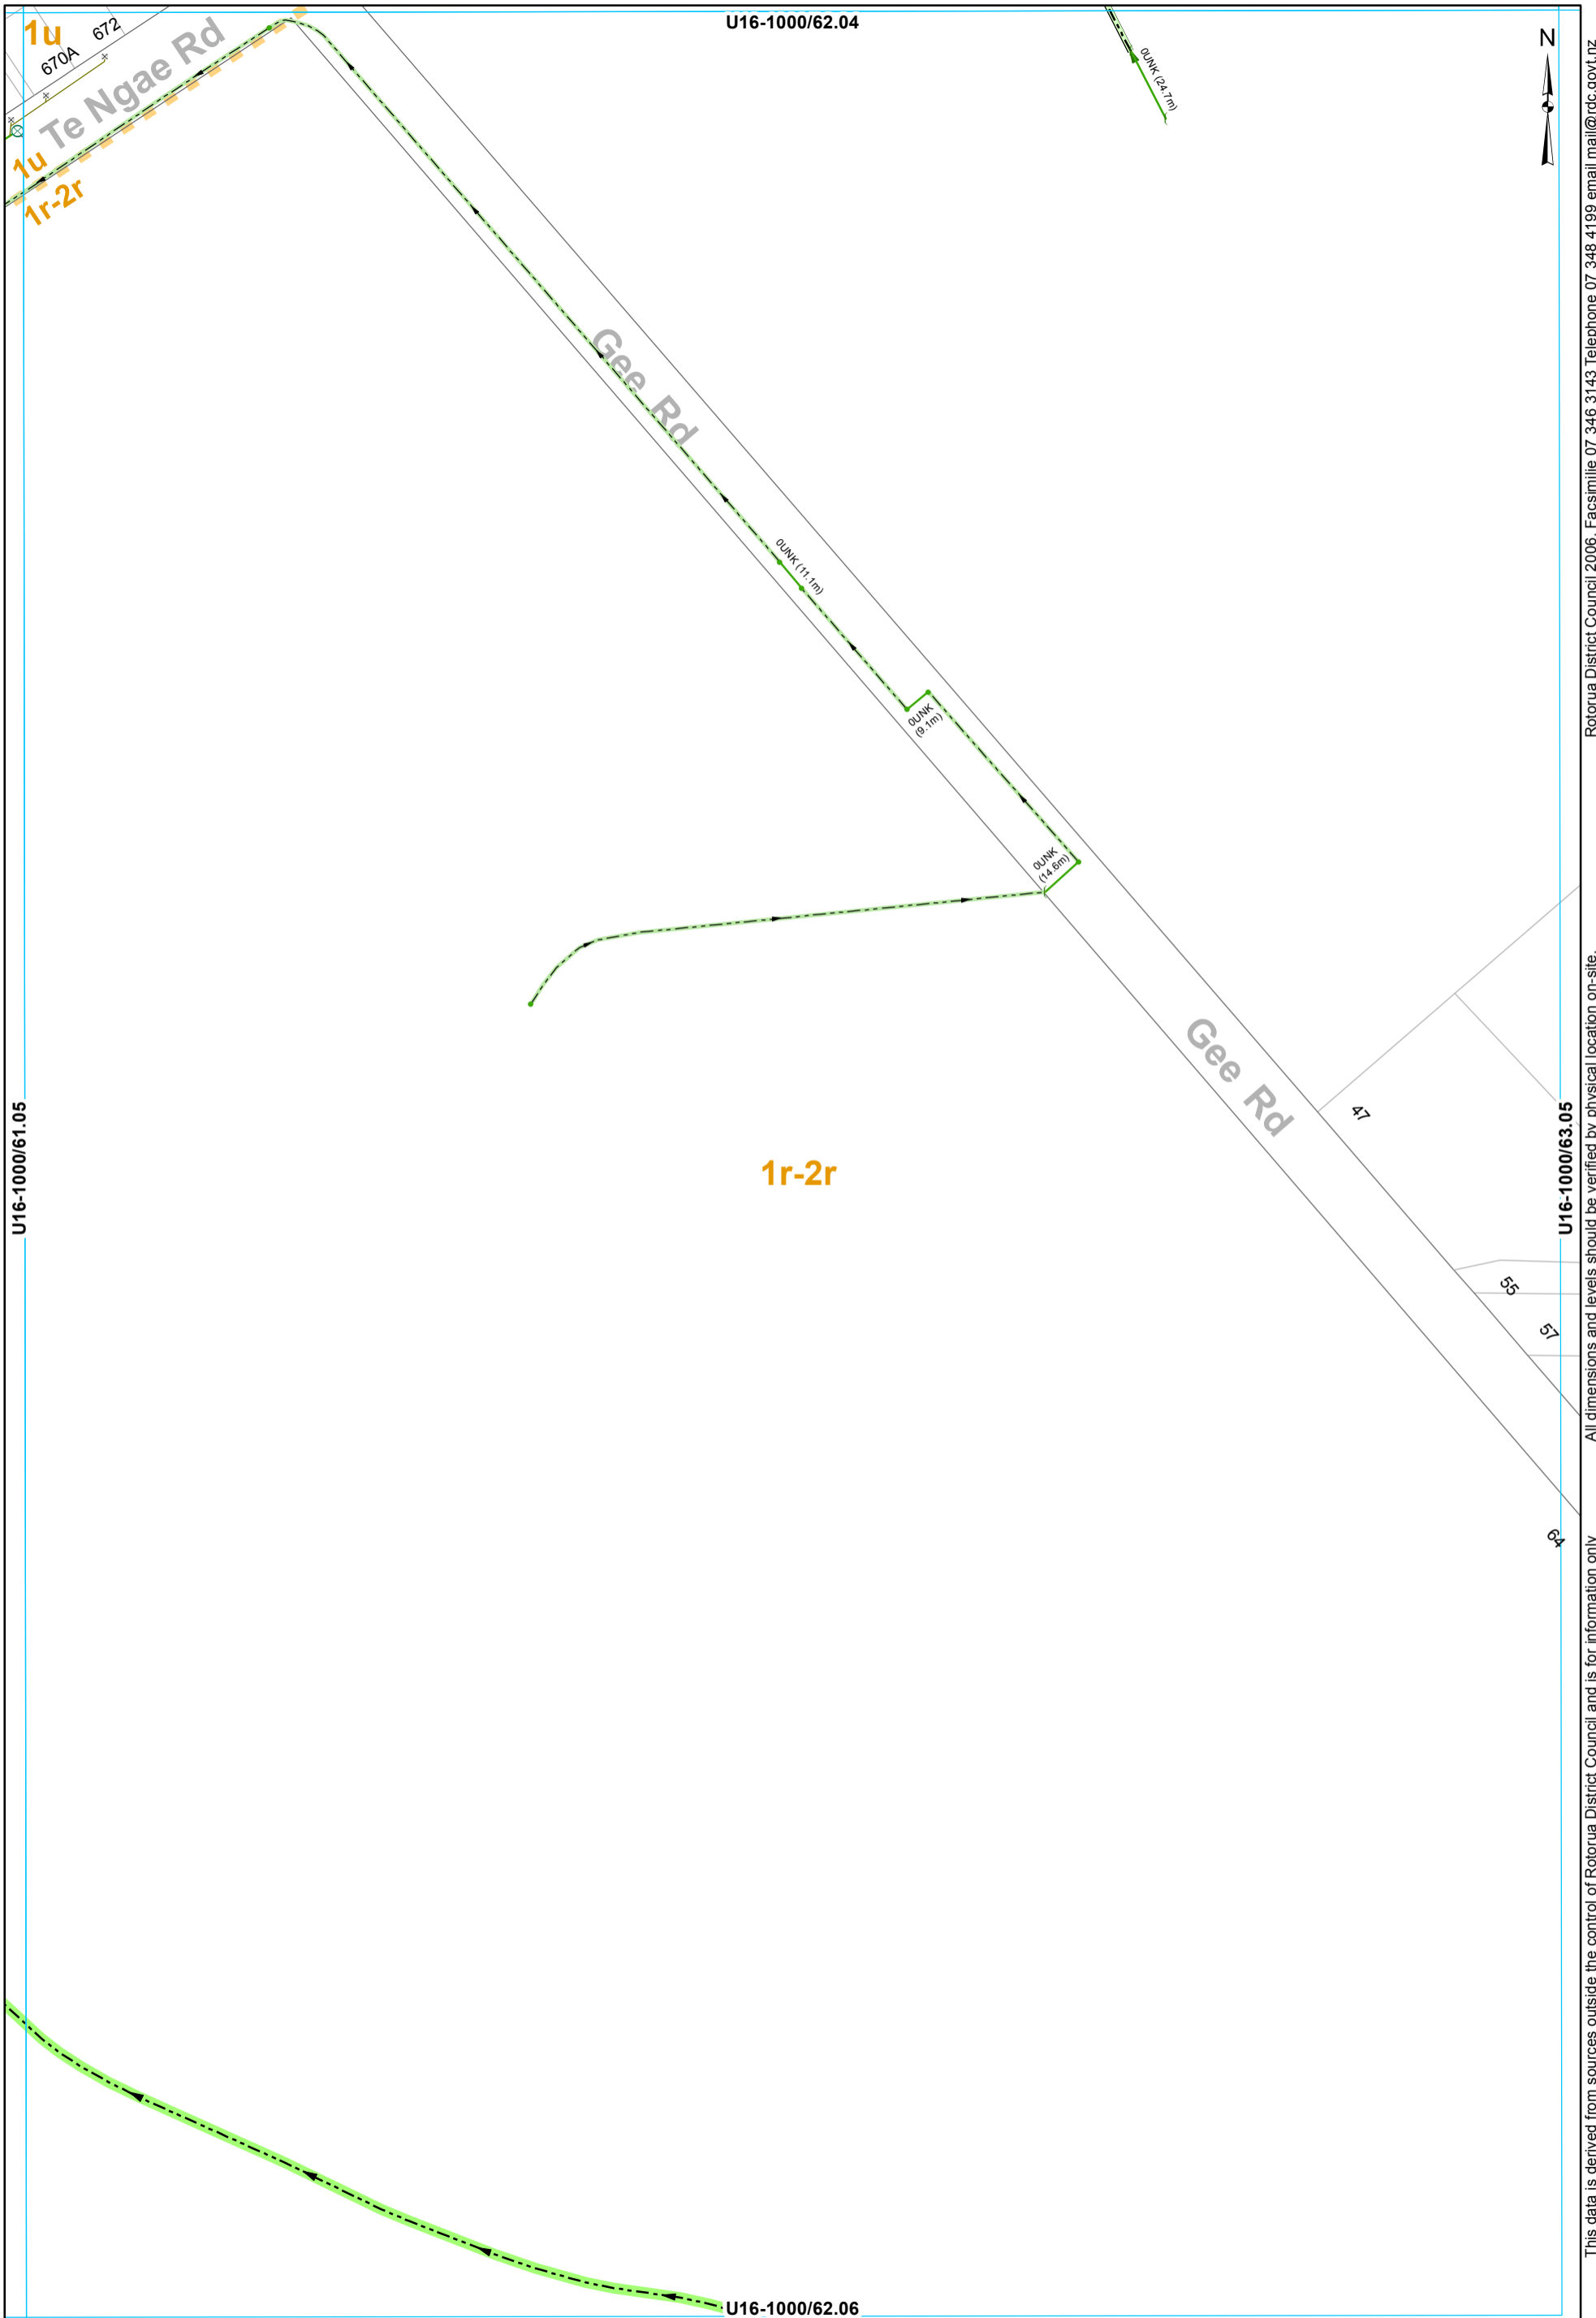 U16-1000/62.04
1u
672
670A
Te Ngae Rd
1u
1r-2r
0UNK (24.7m)
N
Gee Rd
0UNK (11.1m)
0UNK
(9.1m)
0UNK
(14.6m)
Gee Rd
47
U16-1000/61.05
U16-1000/63.05
1r-2r
55
57
64
U16-1000/62.06
This data is derived from sources outside the control of Rotorua District Council and is for information only
All dimensions and levels should be verified by physical location on-site.
Rotorua District Council 2006. Facsimilie 07 346 3143 Telephone 07 348 4199 email mail@rdc.govt.nz